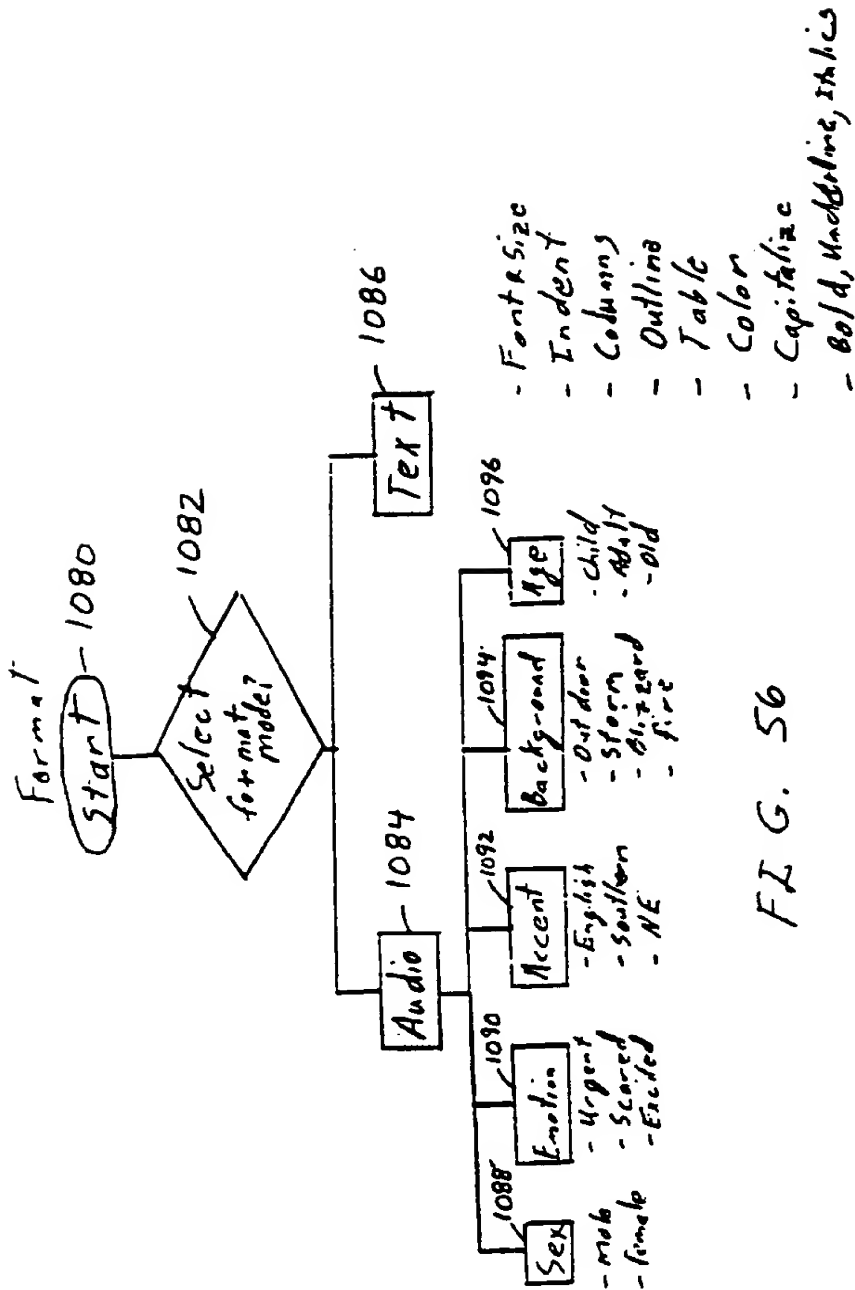 Format
Start
1080
Select
format
mode?
1082
Audio
1084
Text
1086
Sex
1088
- Male
- Female
Emotion
1090
- Urgent
- Scared
- Excited
Accent
1092
- English
- Southern
- NE
Background
1094
- Outdoor
- Storm
- Blizzard
- Fire
Age
1096
- Child
- Adult
- Old
- Font & Size
- Indent
- Columns
- Outline
- Table
- Color
- Capitalize
- Bold, Underline, Italics
FIG. 56